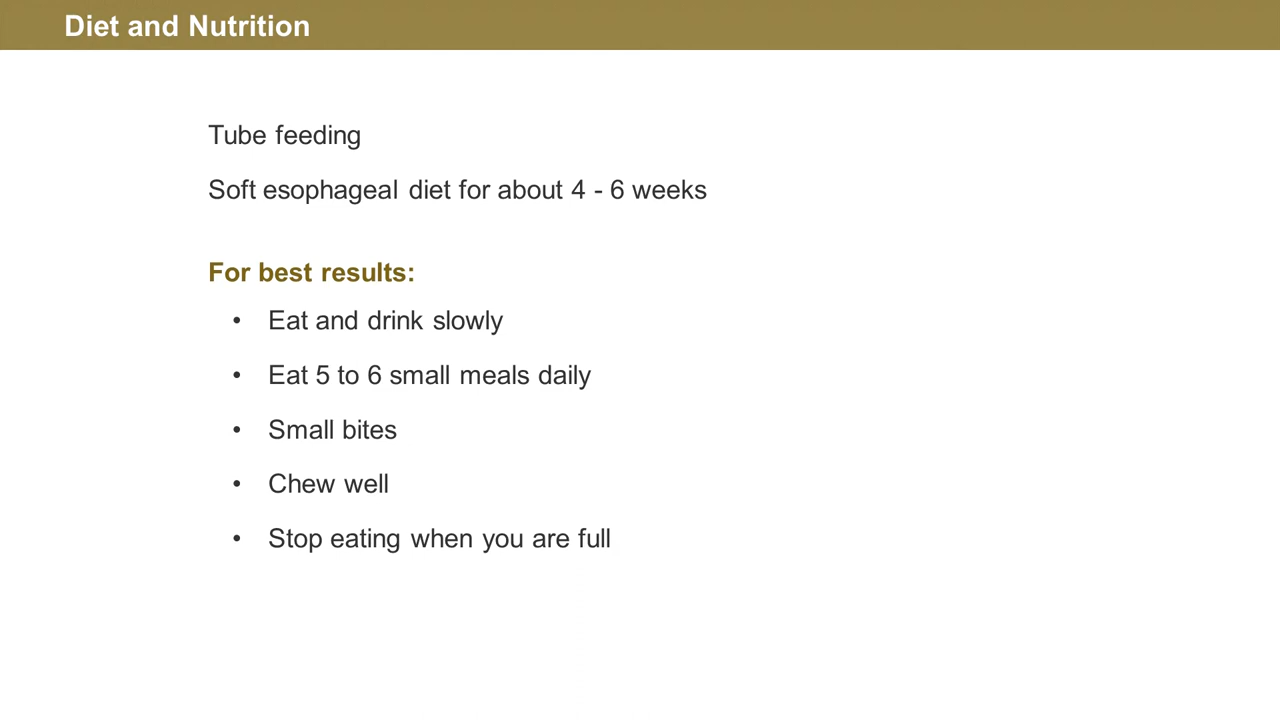 Diet and Nutrition
Tube feeding
Soft esophageal diet for about 4 - 6 weeks
For best results:
• Eat and drink slowly
• Eat 5 to 6 small meals daily
• Small bites
• Chew well
• Stop eating when you are full